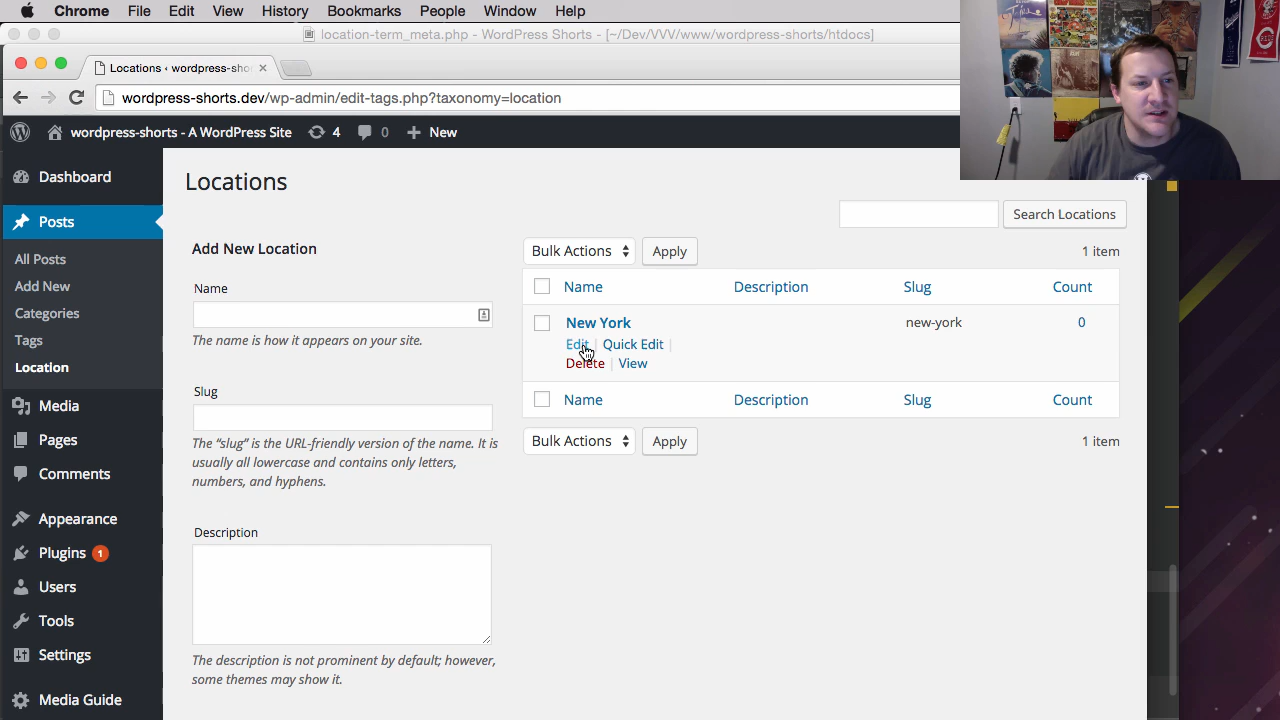 Chrome File Edit View History Bookmarks People Window Help
location-term_meta.php - WordPress Shorts - [~/Dev/VVV/www/wordpress-shorts/htdocs]
Locations ‹ wordpress-sho
wordpress-shorts.dev/wp-admin/edit-tags.php?taxonomy=location
wordpress-shorts - A WordPress Site 4 0 New
Dashboard
Posts
All Posts
Add New
Categories
Tags
Location
Media
Pages
Comments
Appearance
Plugins 1
Users
Tools
Settings
Media Guide
Locations
Search Locations
Add New Location
Name
The name is how it appears on your site.
Slug
The “slug” is the URL-friendly version of the name. It is
usually all lowercase and contains only letters,
numbers, and hyphens.
Description
The description is not prominent by default; however,
some themes may show it.
Bulk Actions Apply 1 item
Name Description Slug Count
New York new-york 0
Edit | Quick Edit |
Delete | View
Name Description Slug Count
Bulk Actions Apply 1 item